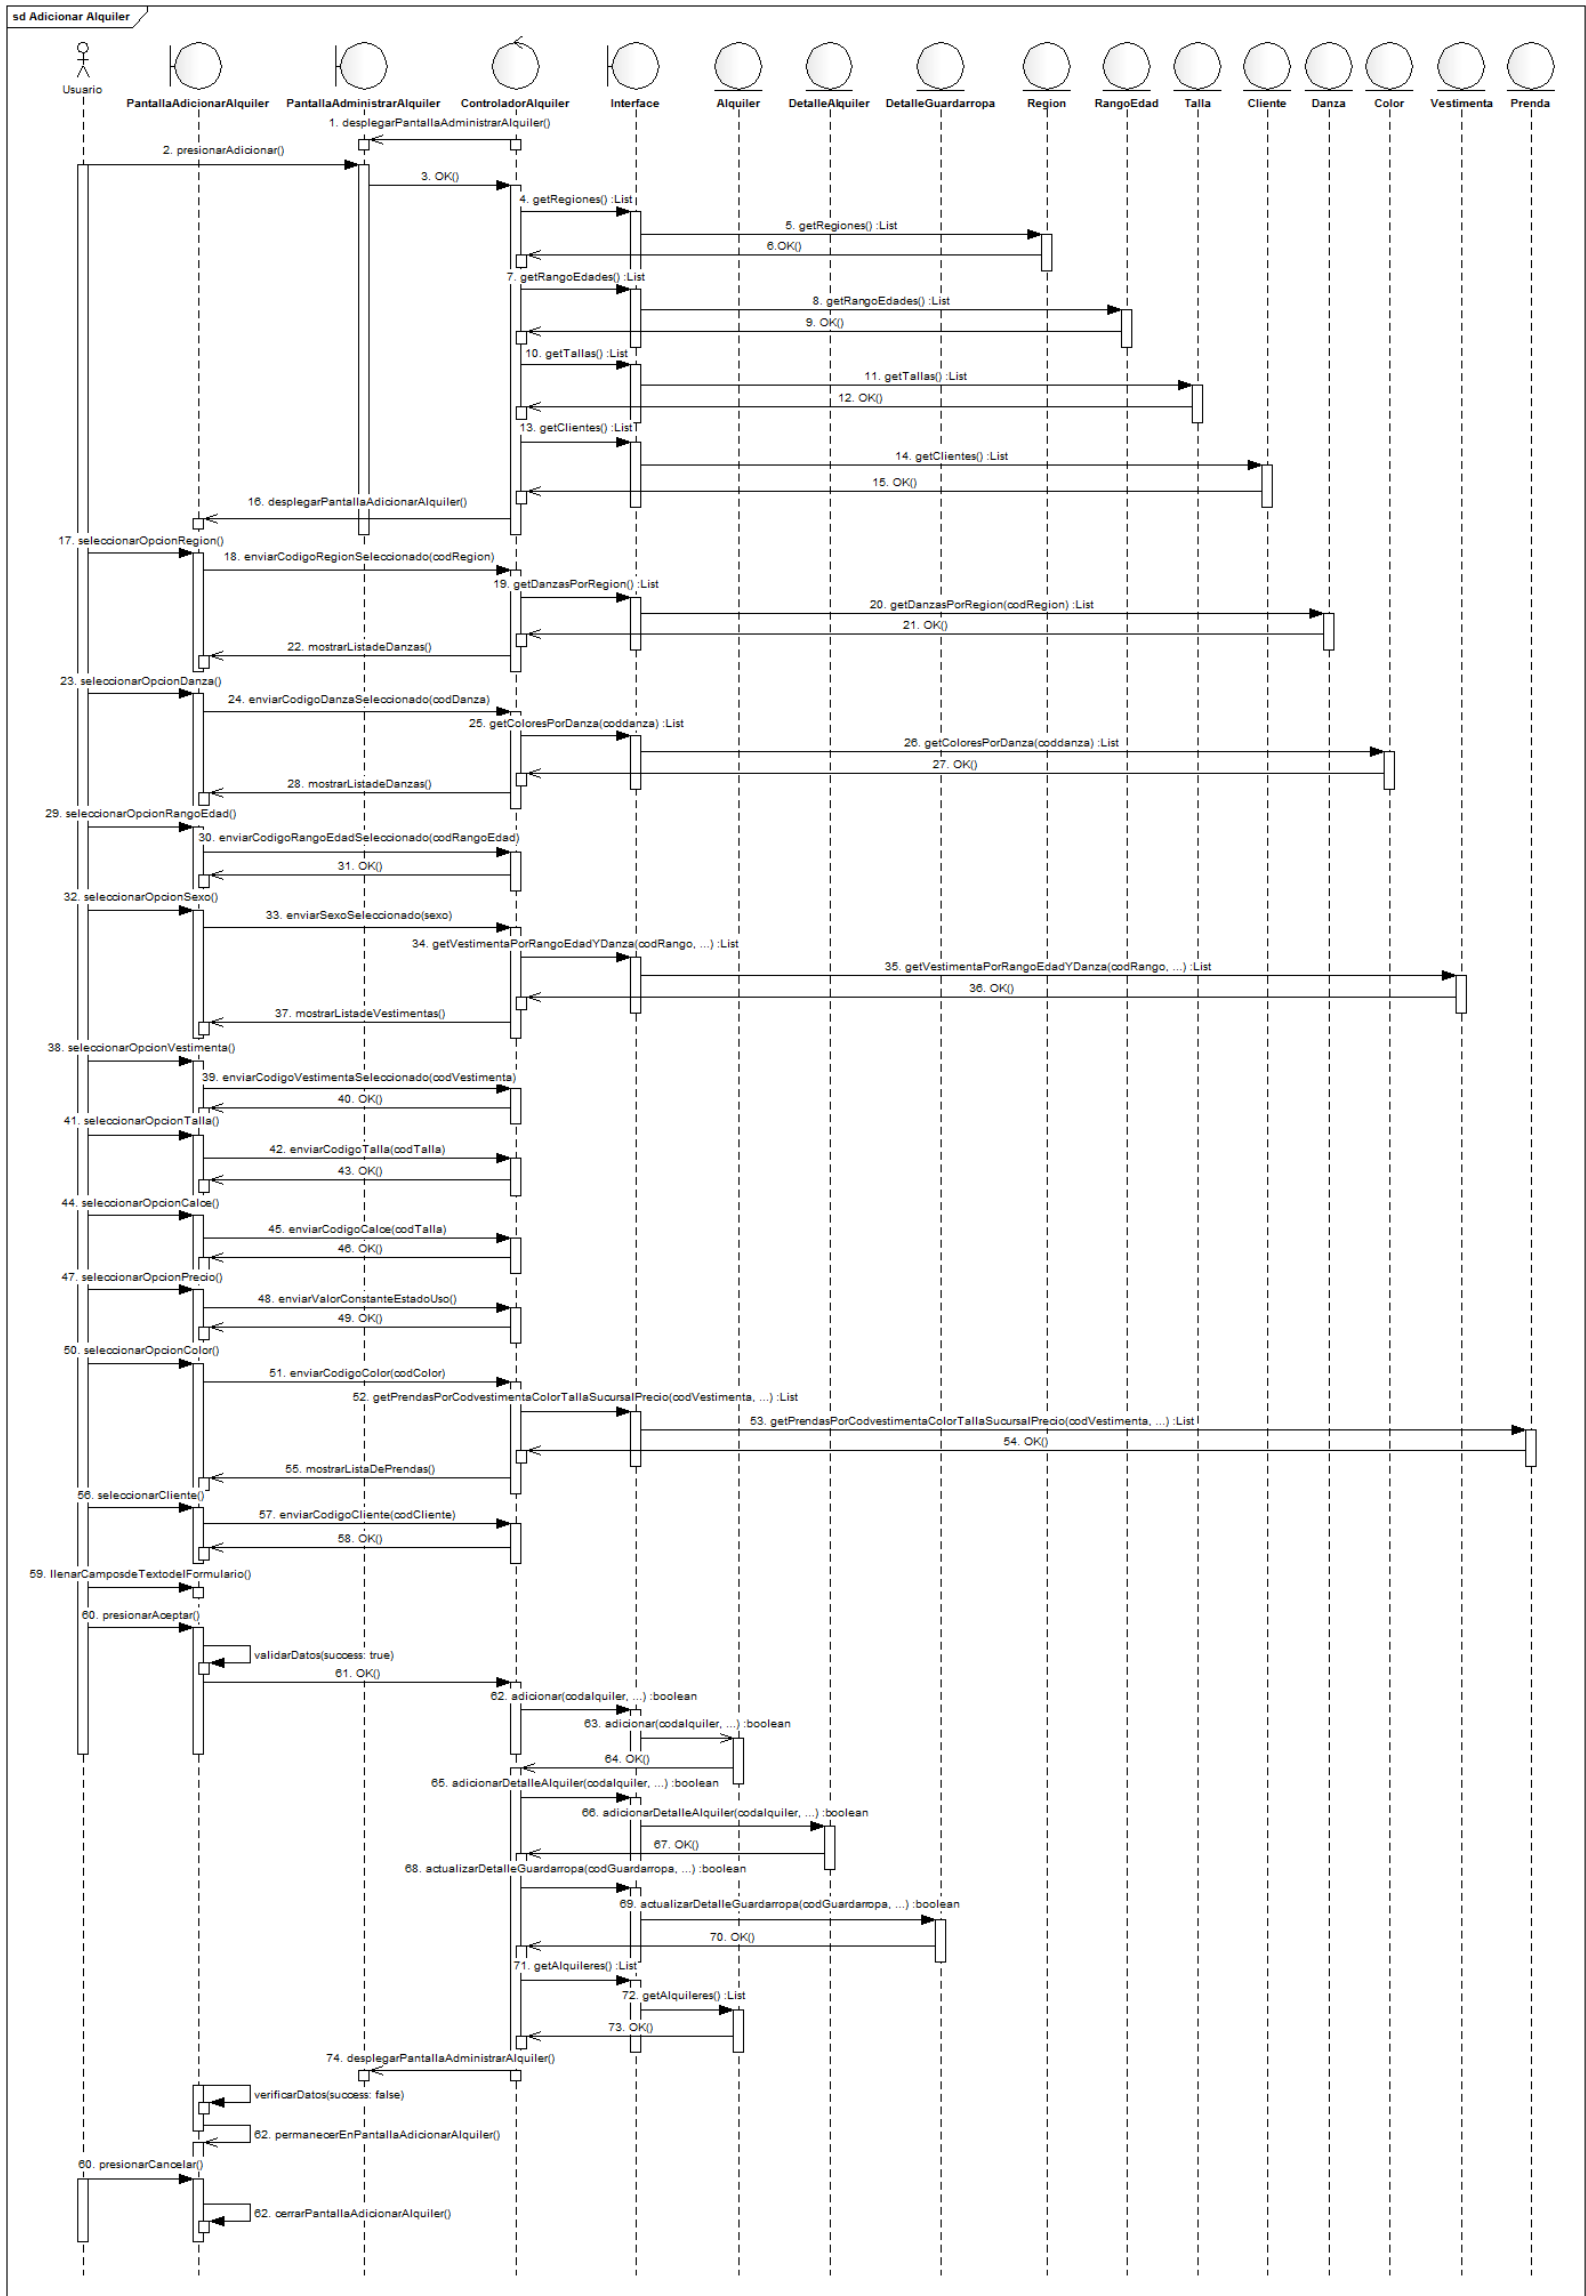 sd Adicionar Alquiler
Usuario
PantallaAdicionarAlquiler
PantallaAdministrarAlquiler
ControladorAlquiler
Interface
Alquiler
DetalleAlquiler
DetalleGuardarropa
Region
RangoEdad
Talla
Cliente
Danza
Color
Vestimenta
Prenda
1. desplegarPantallaAdministrarAlquiler()
2. presionarAdicionar()
3. OK()
4. getRegiones() :List
5. getRegiones() :List
6.OK()
7. getRangoEdades() :List
8. getRangoEdades() :List
9. OK()
10. getTallas() :List
11. getTallas() :List
12. OK()
13. getClientes() :List
14. getClientes() :List
15. OK()
16. desplegarPantallaAdicionarAlquiler()
17. seleccionarOpcionRegion()
18. enviarCodigoRegionSeleccionado(codRegion)
19. getDanzasPorRegion() :List
20. getDanzasPorRegion(codRegion) :List
21. OK()
22. mostrarListadeDanzas()
23. seleccionarOpcionDanza()
24. enviarCodigoDanzaSeleccionado(codDanza)
25. getColoresPorDanza(coddanza) :List
26. getColoresPorDanza(coddanza) :List
27. OK()
28. mostrarListadeDanzas()
29. seleccionarOpcionRangoEdad()
30. enviarCodigoRangoEdadSeleccionado(codRangoEdad)
31. OK()
32. seleccionarOpcionSexo()
33. enviarSexoSeleccionado(sexo)
34. getVestimentaPorRangoEdadYDanza(codRango, ...) :List
35. getVestimentaPorRangoEdadYDanza(codRango, ...) :List
36. OK()
37. mostrarListadeVestimentas()
38. seleccionarOpcionVestimenta()
39. enviarCodigoVestimentaSeleccionado(codVestimenta)
40. OK()
41. seleccionarOpcionTalla()
42. enviarCodigoTalla(codTalla)
43. OK()
44. seleccionarOpcionCalce()
45. enviarCodigoCalce(codTalla)
46. OK()
47. seleccionarOpcionPrecio()
48. enviarValorConstanteEstadoUso()
49. OK()
50. seleccionarOpcionColor()
51. enviarCodigoColor(codColor)
52. getPrendasPorCodvestimentaColorTallaSucursalPrecio(codVestimenta, ...) :List
53. getPrendasPorCodvestimentaColorTallaSucursalPrecio(codVestimenta, ...) :List
54. OK()
55. mostrarListaDePrendas()
56. seleccionarCliente()
57. enviarCodigoCliente(codCliente)
58. OK()
59. llenarCamposdeTextodelFormulario()
60. presionarAceptar()
validarDatos(success: true)
61. OK()
62. adicionar(codalquiler, ...) :boolean
63. adicionar(codalquiler, ...) :boolean
64. OK()
65. adicionarDetalleAlquiler(codalquiler, ...) :boolean
66. adicionarDetalleAlquiler(codalquiler, ...) :boolean
67. OK()
68. actualizarDetalleGuardarropa(codGuardarropa, ...) :boolean
69. actualizarDetalleGuardarropa(codGuardarropa, ...) :boolean
70. OK()
71. getAlquileres() :List
72. getAlquileres() :List
73. OK()
74. desplegarPantallaAdministrarAlquiler()
verificarDatos(success: false)
62. permanecerEnPantallaAdicionarAlquiler()
60. presionarCancelar()
62. cerrarPantallaAdicionarAlquiler()